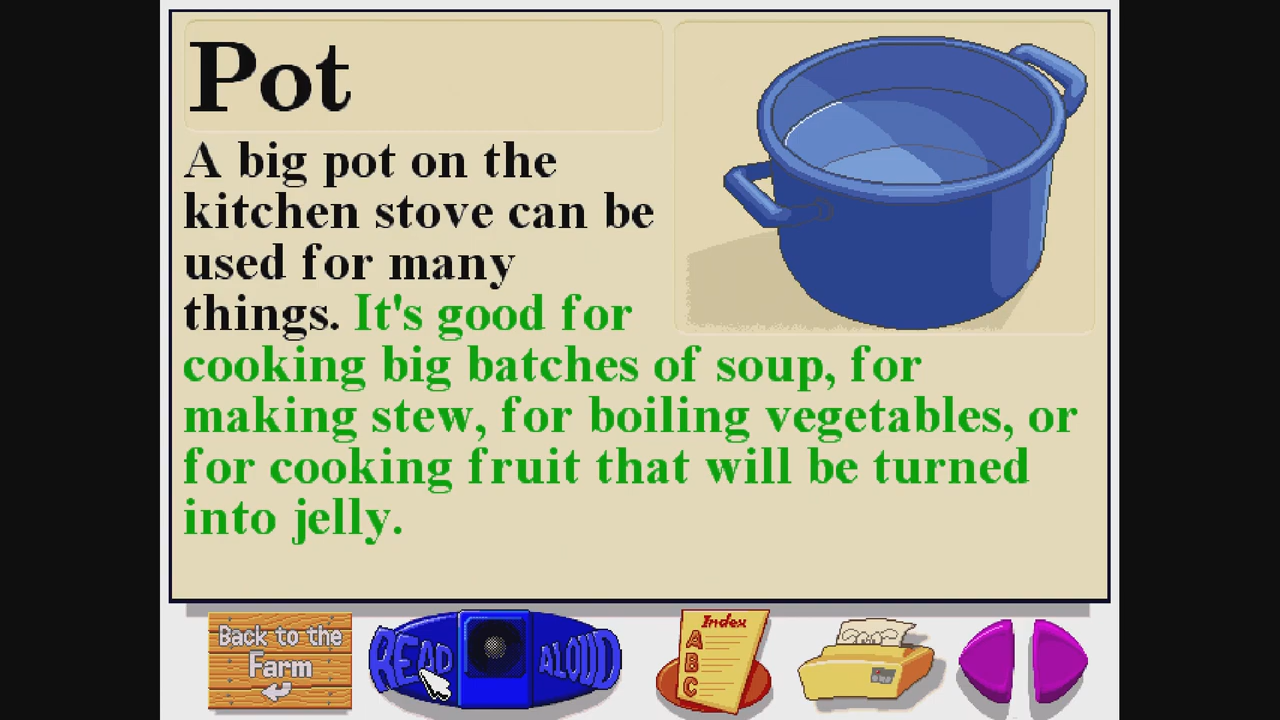 Pot
A big pot on the
kitchen stove can be
used for many
things. It's good for
cooking big batches of soup, for
making stew, for boiling vegetables, or
for cooking fruit that will be turned
into jelly.
Back to the
Farm
READ ALOUD
Index
A
B
C